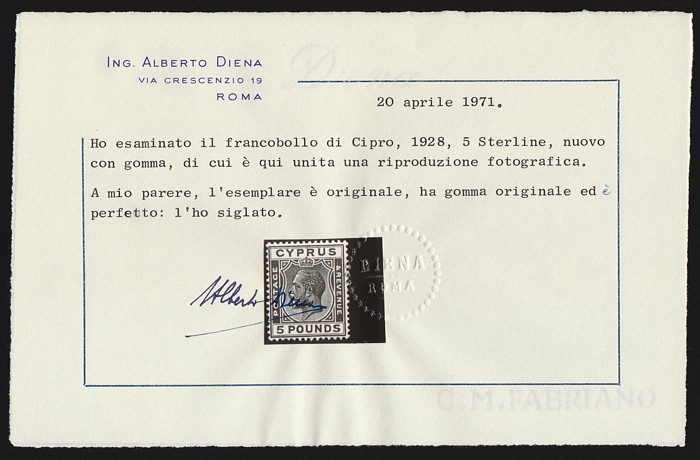 ING. ALBERTO DIENA
VIA CRESCENZIO 19
ROMA
20 aprile 1971.
Ho esaminato il francobollo di Cipro, 1928, 5 Sterline, nuovo
con gomma, di cui è qui unita una riproduzione fotografica.
A mio parere, l'esemplare è originale, ha gomma originale ed è
perfetto: l'ho siglato.
CYPRUS
POSTAGE
&REVENUE
5 POUNDS
Alberto Diena
DIENA
ROMA
C.M.FABRIANO